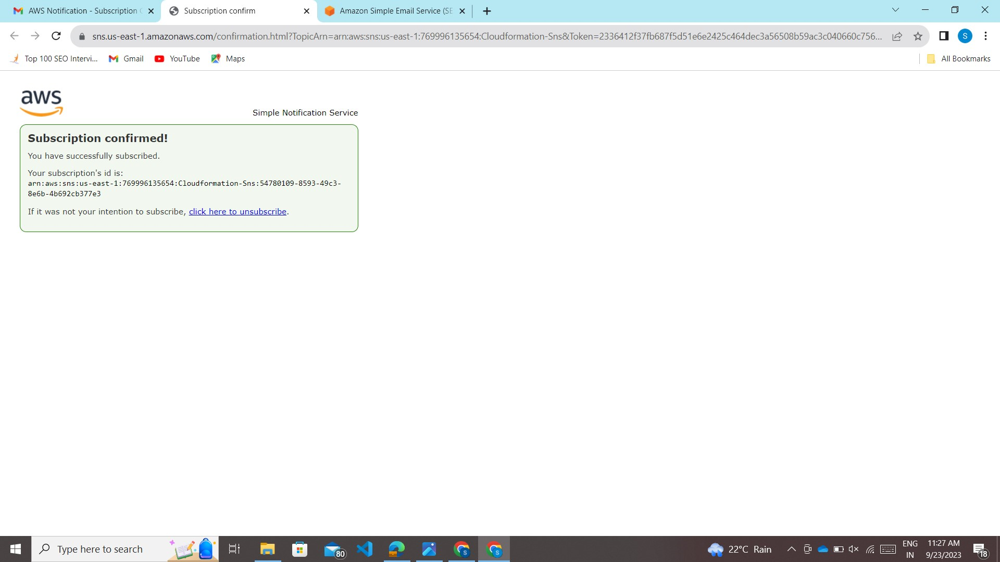 AWS Notification - Subscription
Subscription confirm
Amazon Simple Email Service (SE
sns.us-east-1.amazonaws.com/confirmation.html?TopicArn=arn:aws:sns:us-east-1:769996135654:Cloudformation-Sns&Token=2336412f37fb687f5d51e6e2425c464dec3a56508b59ac3c040660c756...
S
Top 100 SEO Intervi...
Gmail
YouTube
Maps
All Bookmarks
aws
Simple Notification Service
Subscription confirmed!
You have successfully subscribed.
Your subscription's id is:
arn:aws:sns:us-east-1:769996135654:Cloudformation-Sns:54780109-8593-49c3-
8e6b-4b692cb377e3
If it was not your intention to subscribe, click here to unsubscribe.
Type here to search
80
S
S
22°C Rain
ENG
IN
11:27 AM
9/23/2023
18